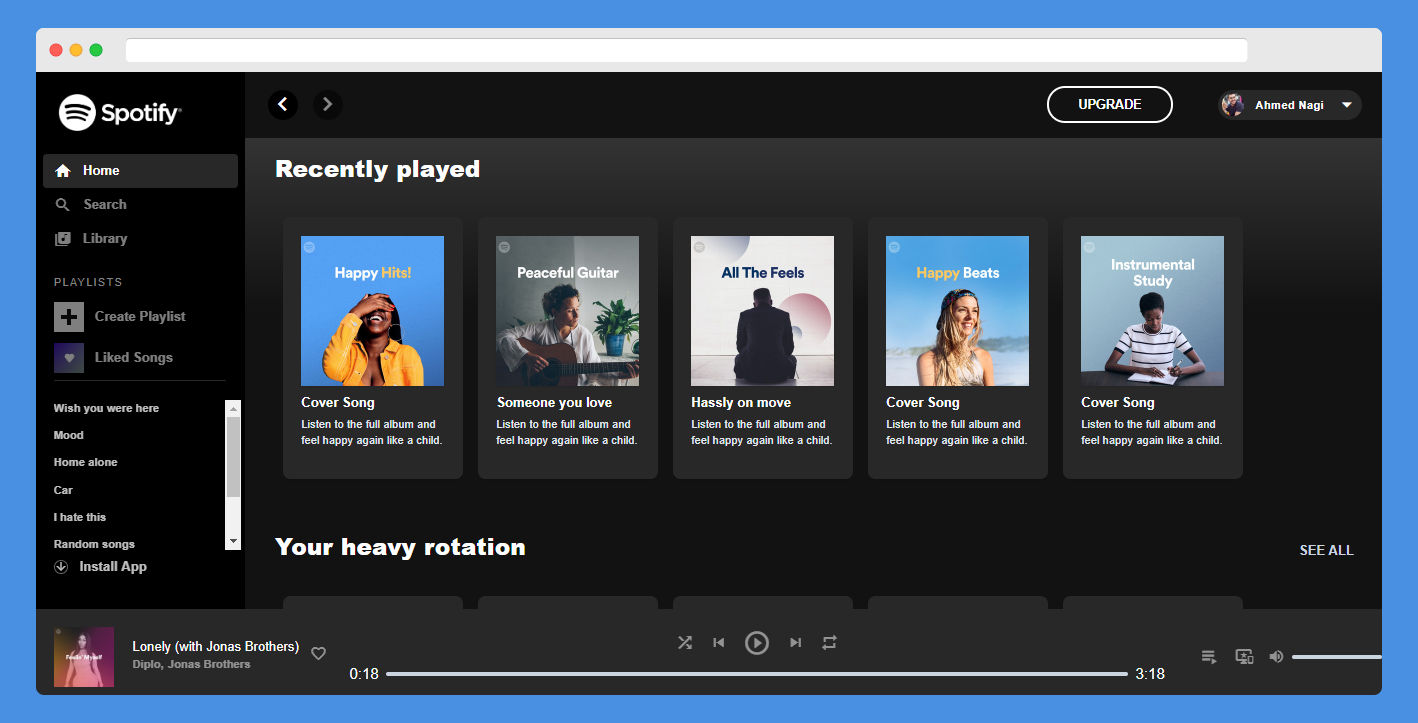 Spotify
UPGRADE
Ahmed Nagi
Home
Search
Library
PLAYLISTS
Create Playlist
Liked Songs
Wish you were here
Mood
Home alone
Car
I hate this
Random songs
Install App
Recently played
Happy Hits!
Cover Song
Listen to the full album and
feel happy again like a child.
Peaceful Guitar
Someone you love
Listen to the full album and
feel happy again like a child.
All The Feels
Hassly on move
Listen to the full album and
feel happy again like a child.
Happy Beats
Cover Song
Listen to the full album and
feel happy again like a child.
Instrumental
Study
Cover Song
Listen to the full album and
feel happy again like a child.
Your heavy rotation
SEE ALL
Feelin' Myself
Lonely (with Jonas Brothers)
Diplo, Jonas Brothers
0:18
3:18